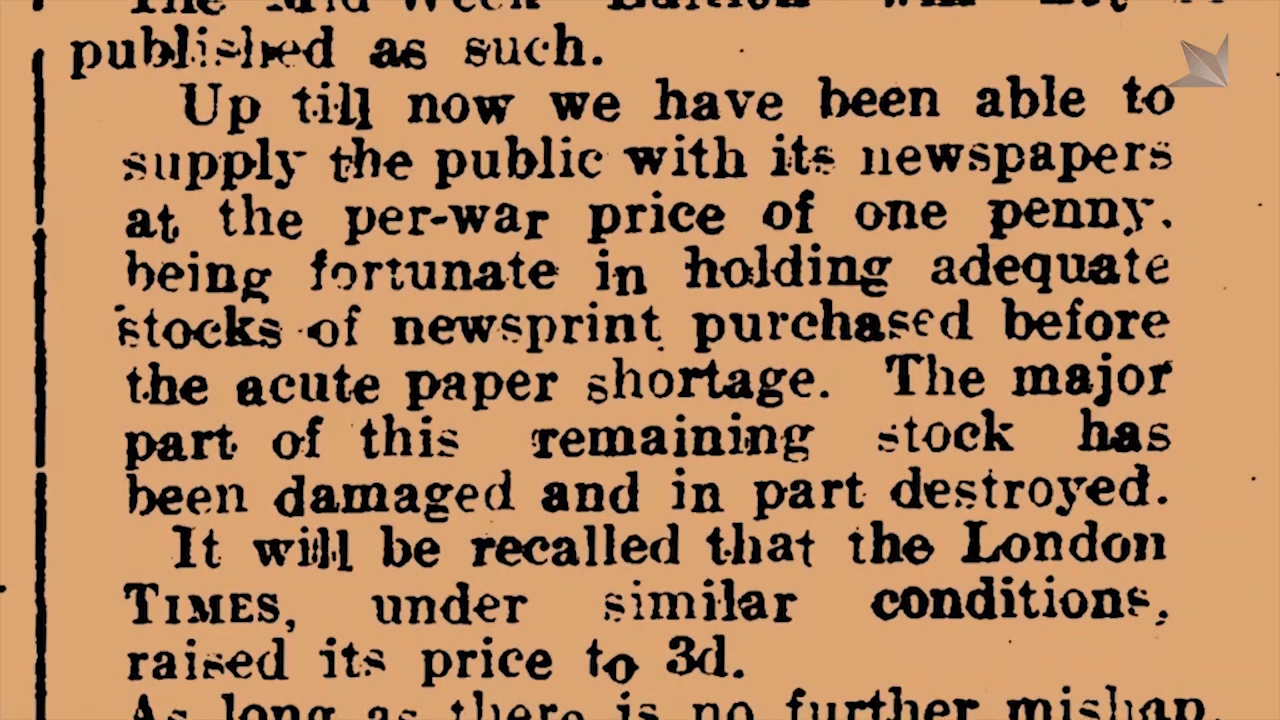 published as such.
Up till now we have been able to
supply the public with its newspapers
at the per-war price of one penny.
being fortunate in holding adequate
stocks of newsprint purchased before
the acute paper shortage. The major
part of this remaining stock has
been damaged and in part destroyed.
It will be recalled that the London
TIMES, under similar conditions,
raised its price to 3d.
As long as there is no further mishap